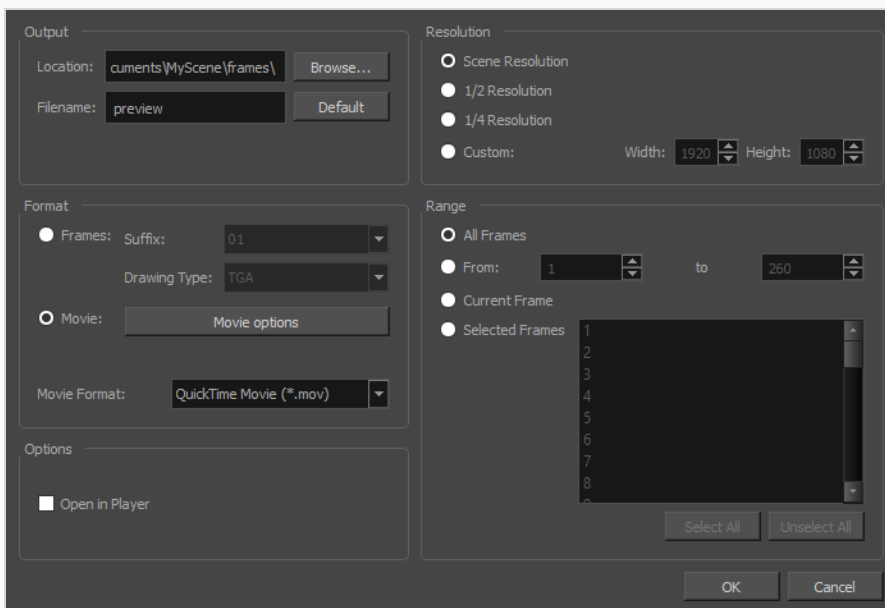 Output
Location: cuments\MyScene\frames\ Browse...
Filename: preview Default
Format
Frames: Suffix: 01
Drawing Type: TGA
Movie: Movie options
Movie Format: QuickTime Movie (*.mov)
Options
Open in Player
Resolution
Scene Resolution
1/2 Resolution
1/4 Resolution
Custom: Width: 1920 Height: 1080
Range
All Frames
From: 1 to 260
Current Frame
Selected Frames 1
2
3
4
5
6
7
8
Select All Unselect All
OK Cancel